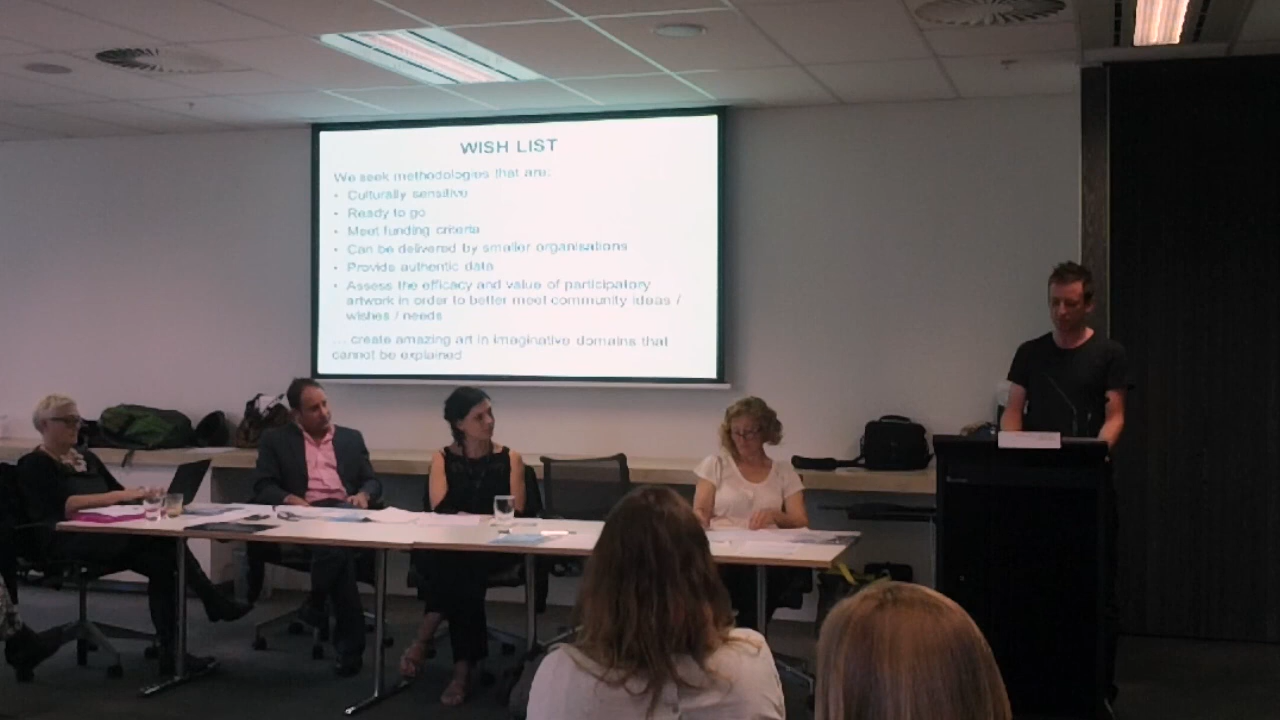 WISH LIST
We seek methodologies that are:
• Culturally sensitive
• Ready to go
• Meet funding criteria
• Can be delivered by smaller organisations
• Provide authentic data
• Assess the efficacy and value of participatory
artwork in order to better meet community ideas /
wishes / needs
... create amazing art in imaginative domains that
cannot be explained